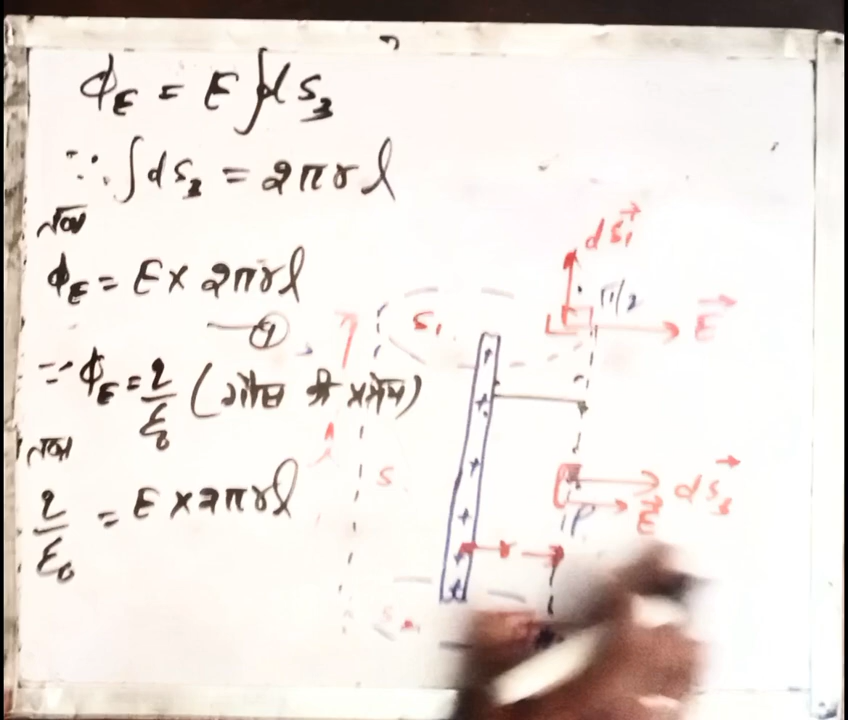 ϕE = E ∫ds₃
∵ ∫ds₃ = 2πrl
तब
ϕE = E × 2πrl
—①
∵ ϕE = q/ε₀ (गौस की प्रमेय)
तब
q/ε₀ = E × 2πrl
ds₁→
π/2
S₁
E→
S
ds₃→
P
E→
r